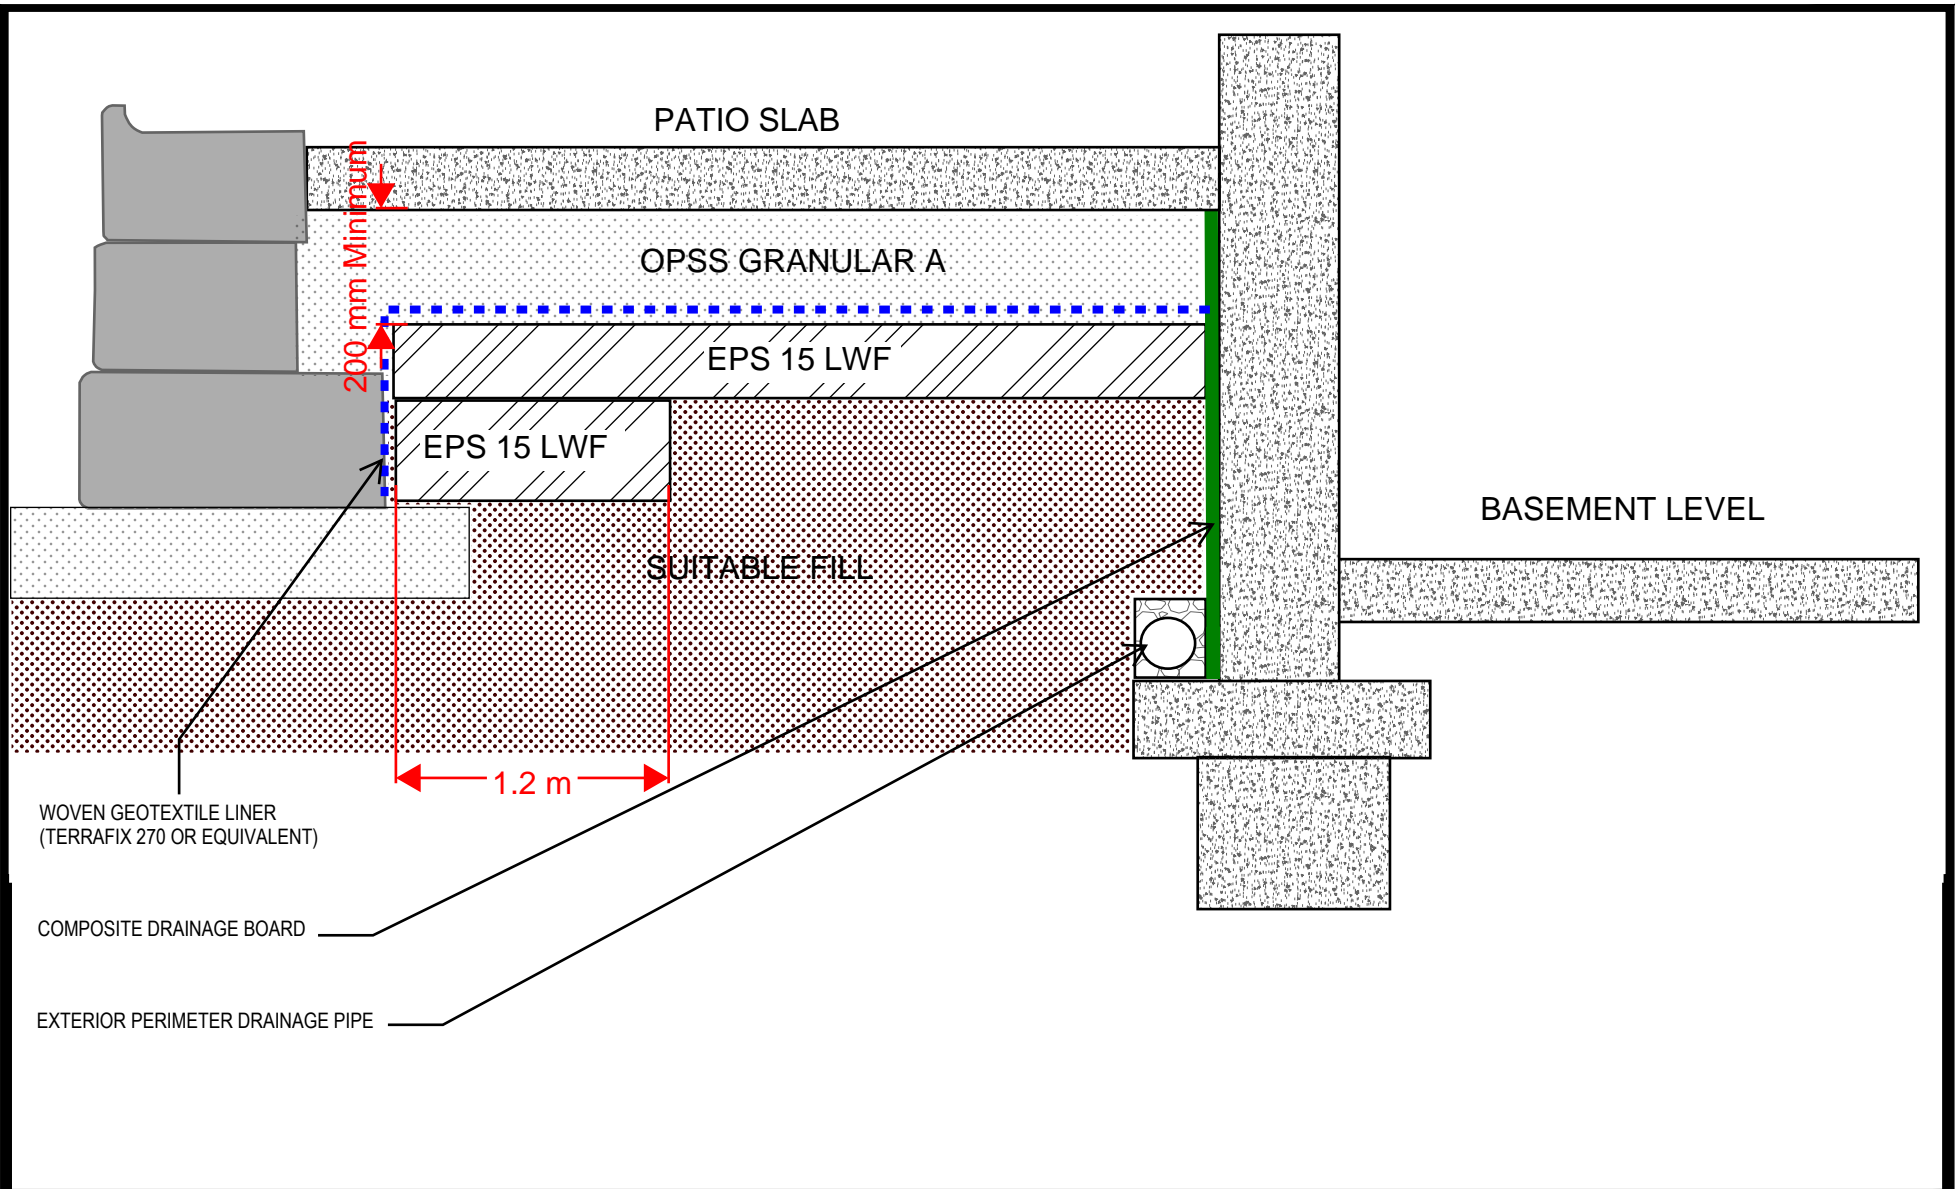 PATIO SLAB
200 mm Minimum
OPSS GRANULAR A
EPS 15 LWF
EPS 15 LWF
BASEMENT LEVEL
SUITABLE FILL
1.2 m
WOVEN GEOTEXTILE LINER
(TERRAFIX 270 OR EQUIVALENT)
COMPOSITE DRAINAGE BOARD
EXTERIOR PERIMETER DRAINAGE PIPE